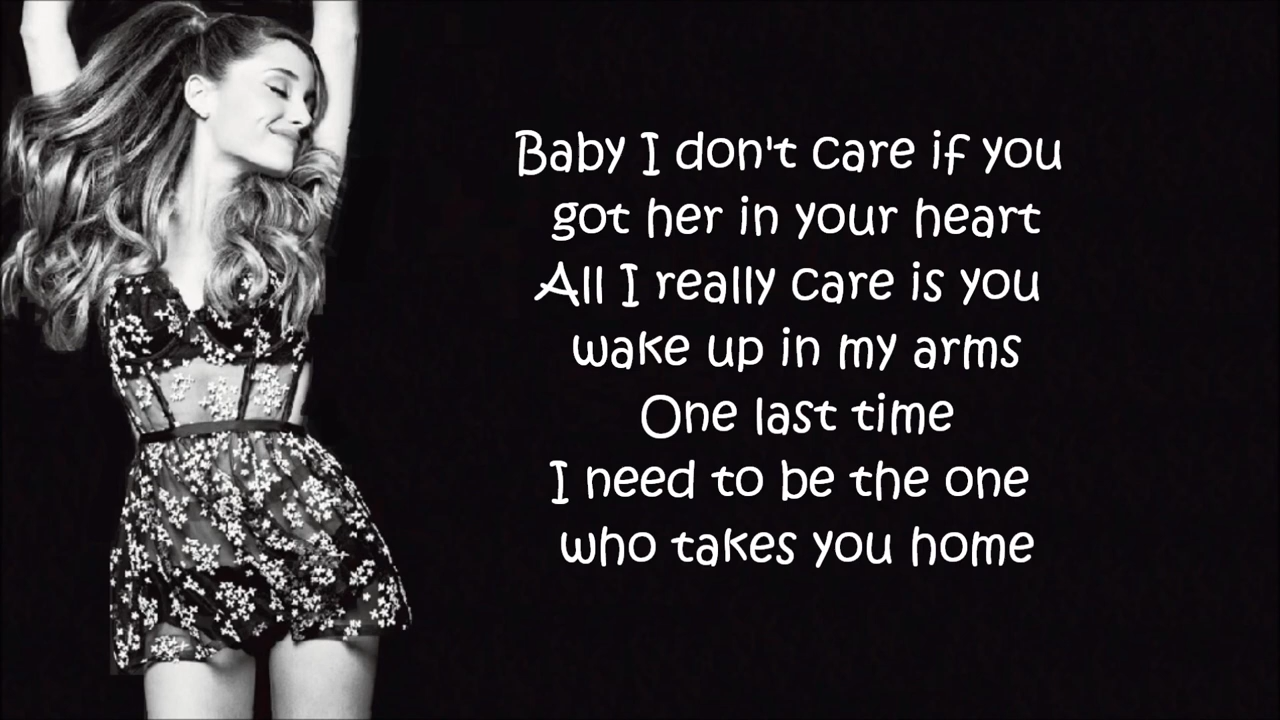 Baby I don't care if you
got her in your heart
All I really care is you
wake up in my arms
One last time
I need to be the one
who takes you home